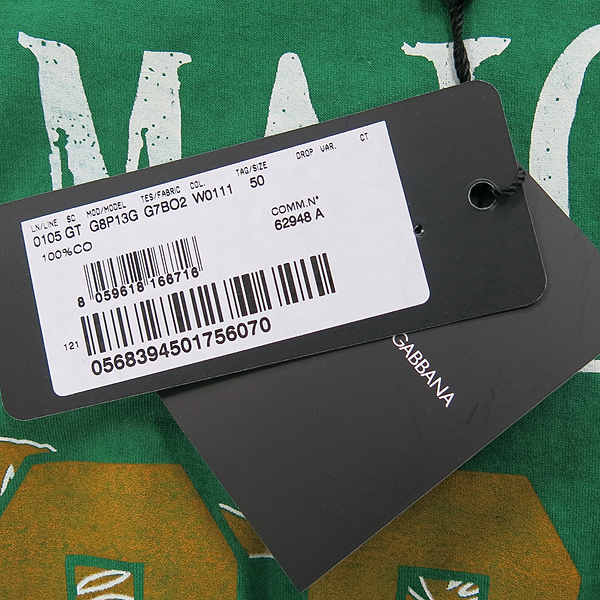 MAJO
LN/LINE SC MOD/MODEL TES/FABRIC COL. TAG/SIZE DROP VAR. CT
0105 GT G8P13G G7BO2 W0111 50
100%CO
COMM.N°
62948 A
8 059618 166716
121
0568394501756070
GABBANA